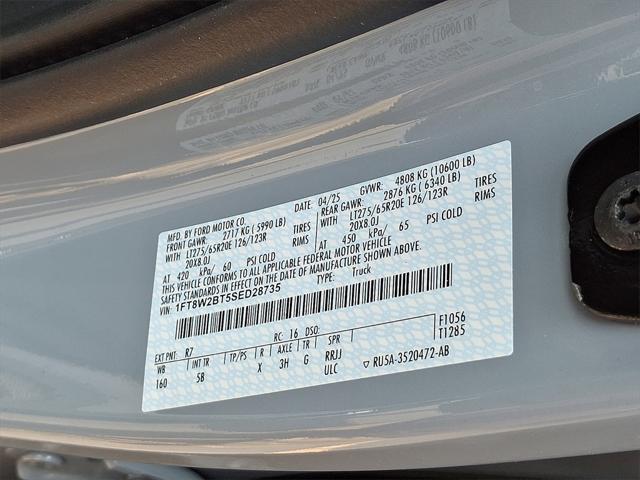 MFD. BY FORD MOTOR CO.
DATE: 04/25 GVWR: 4808 KG (10600 LB)
FRONT GAWR: 2717 KG ( 5990 LB) REAR GAWR: 2876 KG ( 6340 LB)
WITH LT275/65R20E 126/123R TIRES WITH LT275/65R20E 126/123R TIRES
20X8.0J RIMS 20X8.0J RIMS
AT 420 kPa/ 60 PSI COLD AT 450 kPa/ 65 PSI COLD
THIS VEHICLE CONFORMS TO ALL APPLICABLE FEDERAL MOTOR VEHICLE
SAFETY STANDARDS IN EFFECT ON THE DATE OF MANUFACTURE SHOWN ABOVE.
VIN: 1FT8W2BT5SED28735 TYPE: Truck
EXT PNT: R7 RC: 16 DSO: F1056
WB INT TR TP/PS R AXLE TR SPR T1285
160 5B X 3H G RRJJ
ULC ▽ RU5A-3520472-AB